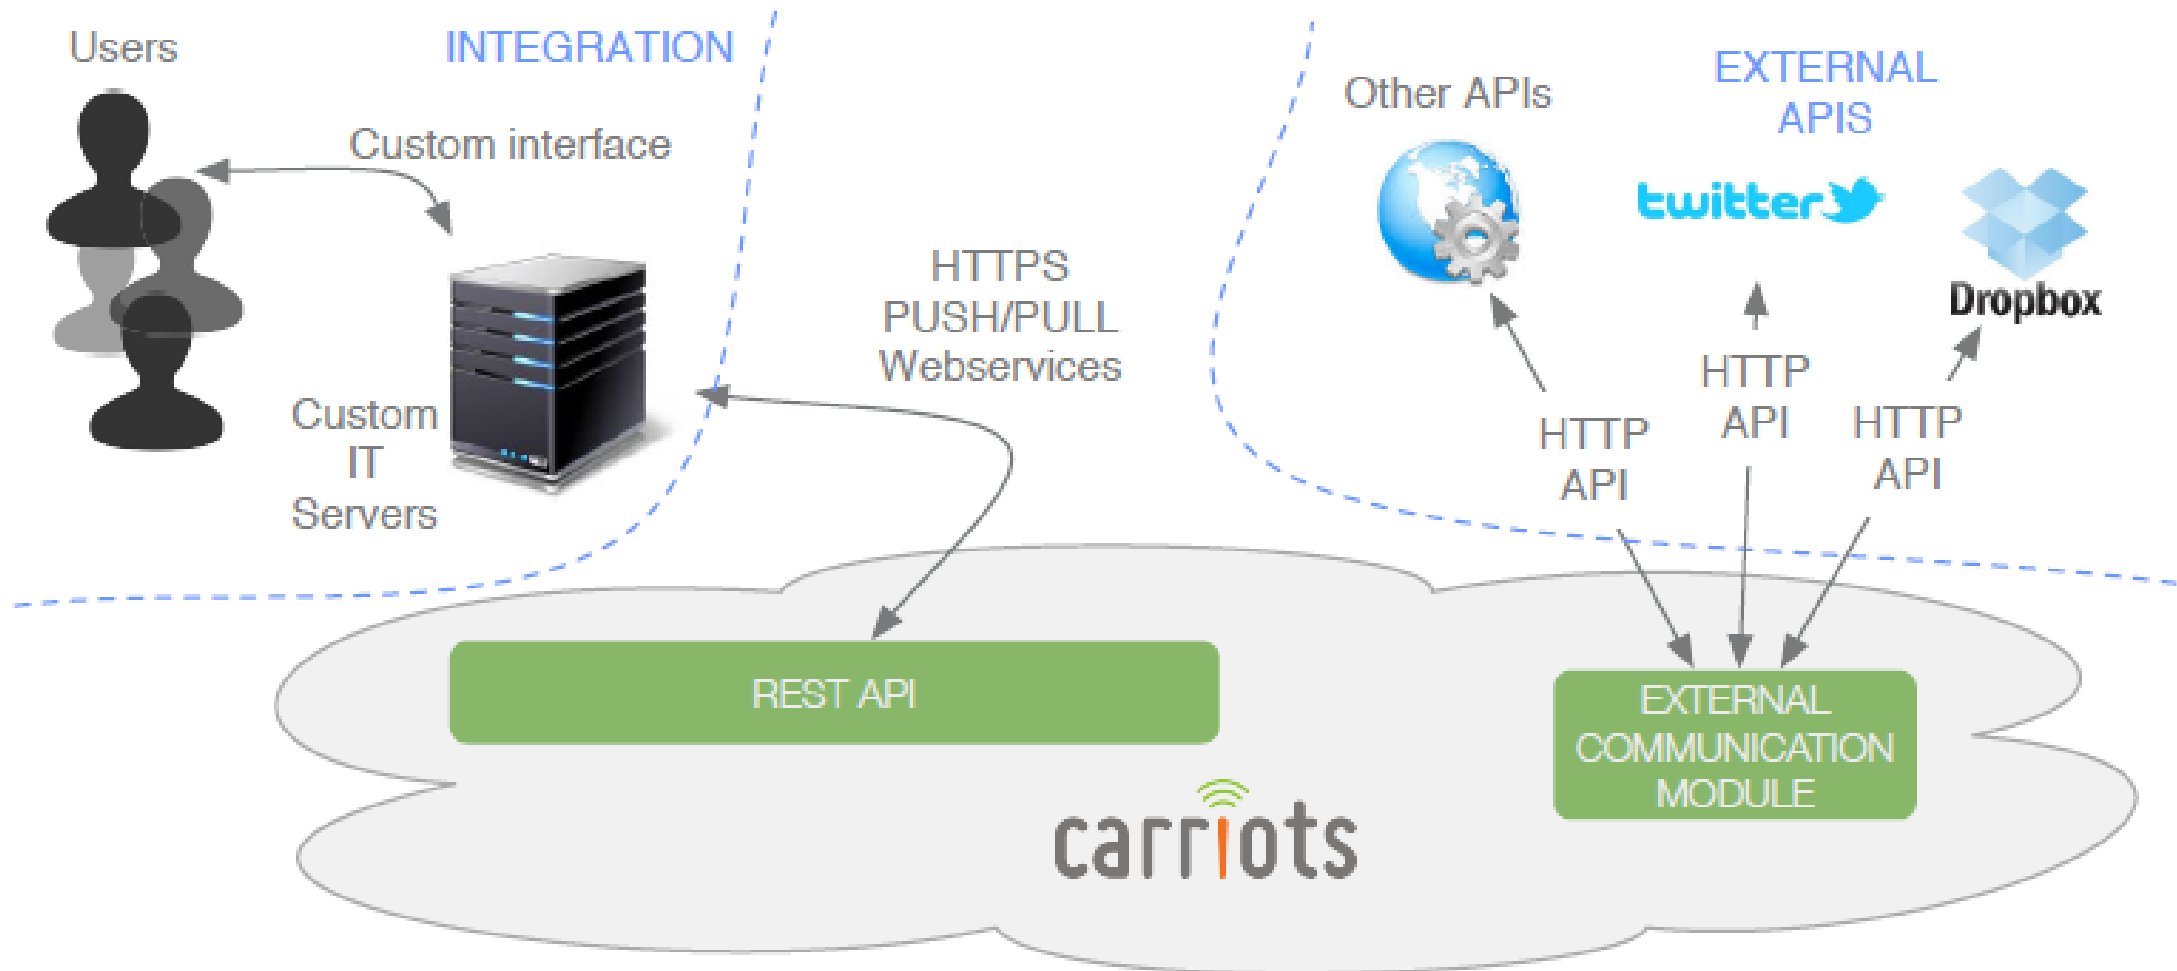 Users
INTEGRATION
Custom interface
Custom
IT
Servers
HTTPS
PUSH/PULL
Webservices
Other APIs
EXTERNAL
APIS
twitter
Dropbox
HTTP
API
HTTP
API
HTTP
API
REST API
EXTERNAL
COMMUNICATION
MODULE
carriots